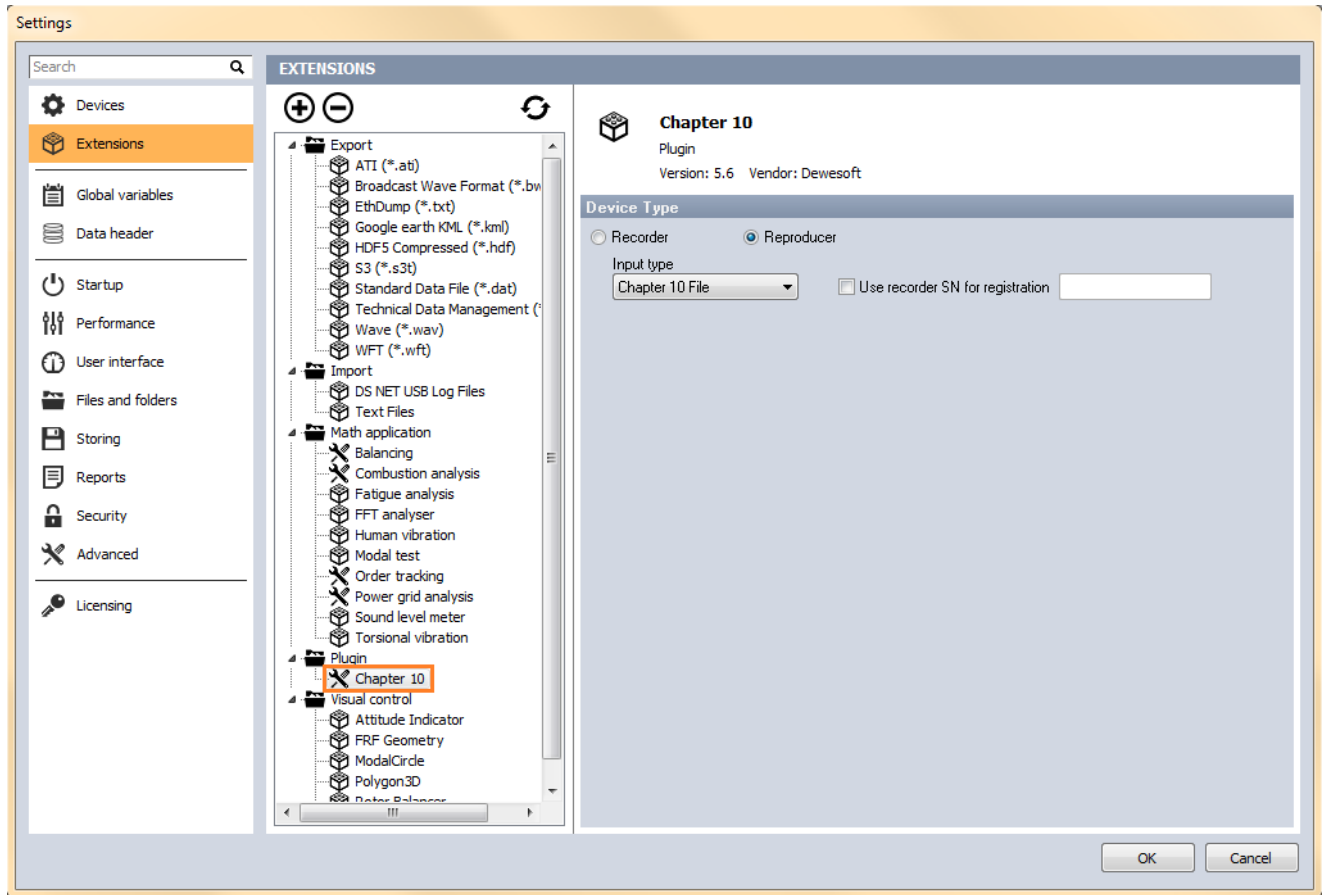 Settings
Search
Devices
Extensions
Global variables
Data header
Startup
Performance
User interface
Files and folders
Storing
Reports
Security
Advanced
Licensing
EXTENSIONS
Export
ATI (*.ati)
Broadcast Wave Format (*.bw
EthDump (*.txt)
Google earth KML (*.kml)
HDF5 Compressed (*.hdf)
S3 (*.s3t)
Standard Data File (*.dat)
Technical Data Management (*
Wave (*.wav)
WFT (*.wft)
Import
DS NET USB Log Files
Text Files
Math application
Balancing
Combustion analysis
Fatigue analysis
FFT analyser
Human vibration
Modal test
Order tracking
Power grid analysis
Sound level meter
Torsional vibration
Plugin
Chapter 10
Visual control
Attitude Indicator
FRF Geometry
ModalCircle
Polygon3D
Rotor Balancer
Chapter 10
Plugin
Version: 5.6 Vendor: Dewesoft
Device Type
Recorder Reproducer
Input type
Chapter 10 File Use recorder SN for registration
OK Cancel